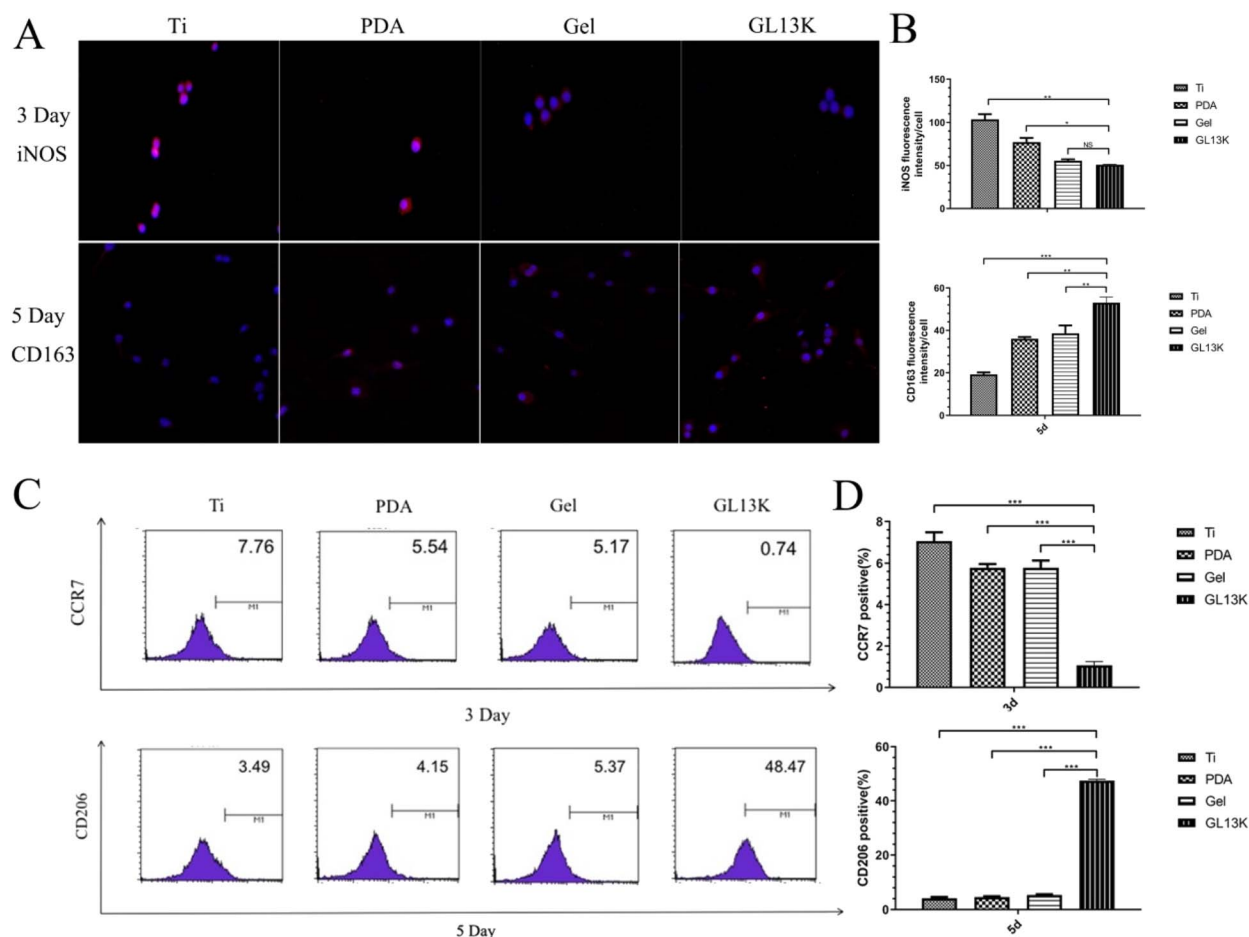 A
Ti
PDA
Gel
GL13K
3 Day
iNOS
5 Day
CD163
B
iNOS fluorescence
intensity/cell
150
100
50
0
**
*
NS
Ti
PDA
Gel
GL13K
CD163 fluorescence
intensity/cell
60
40
20
0
***
**
**
5d
Ti
PDA
Gel
GL13K
C
Ti
PDA
Gel
GL13K
CCR7
7.76
M1
5.54
M1
5.17
M1
0.74
M1
3 Day
CD206
3.49
M1
4.15
M1
5.37
M1
48.47
M1
5 Day
D
CCR7 positive(%)
8
6
4
2
0
***
***
***
3d
Ti
PDA
Gel
GL13K
CD206 positive(%)
60
40
20
0
***
***
***
5d
Ti
PDA
Gel
GL13K